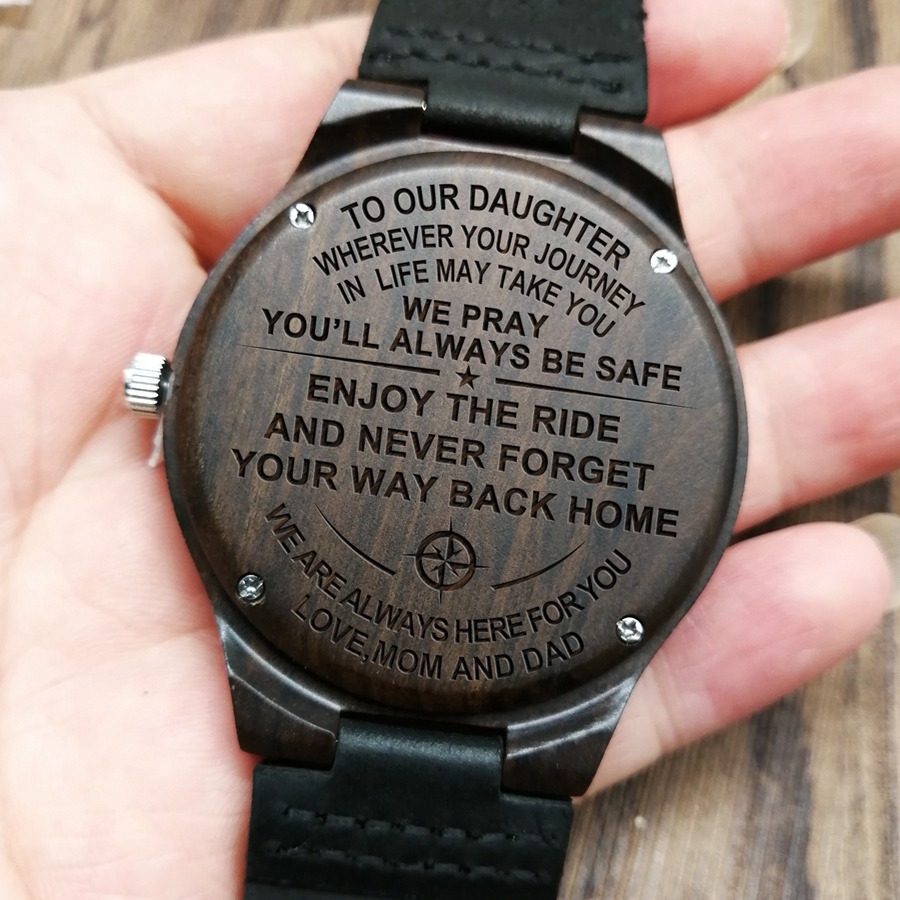 TO OUR DAUGHTER
WHEREVER YOUR JOURNEY
IN LIFE MAY TAKE YOU
WE PRAY
YOU'LL ALWAYS BE SAFE
ENJOY THE RIDE
AND NEVER FORGET
YOUR WAY BACK HOME
WE ARE ALWAYS HERE FOR YOU
LOVE, MOM AND DAD